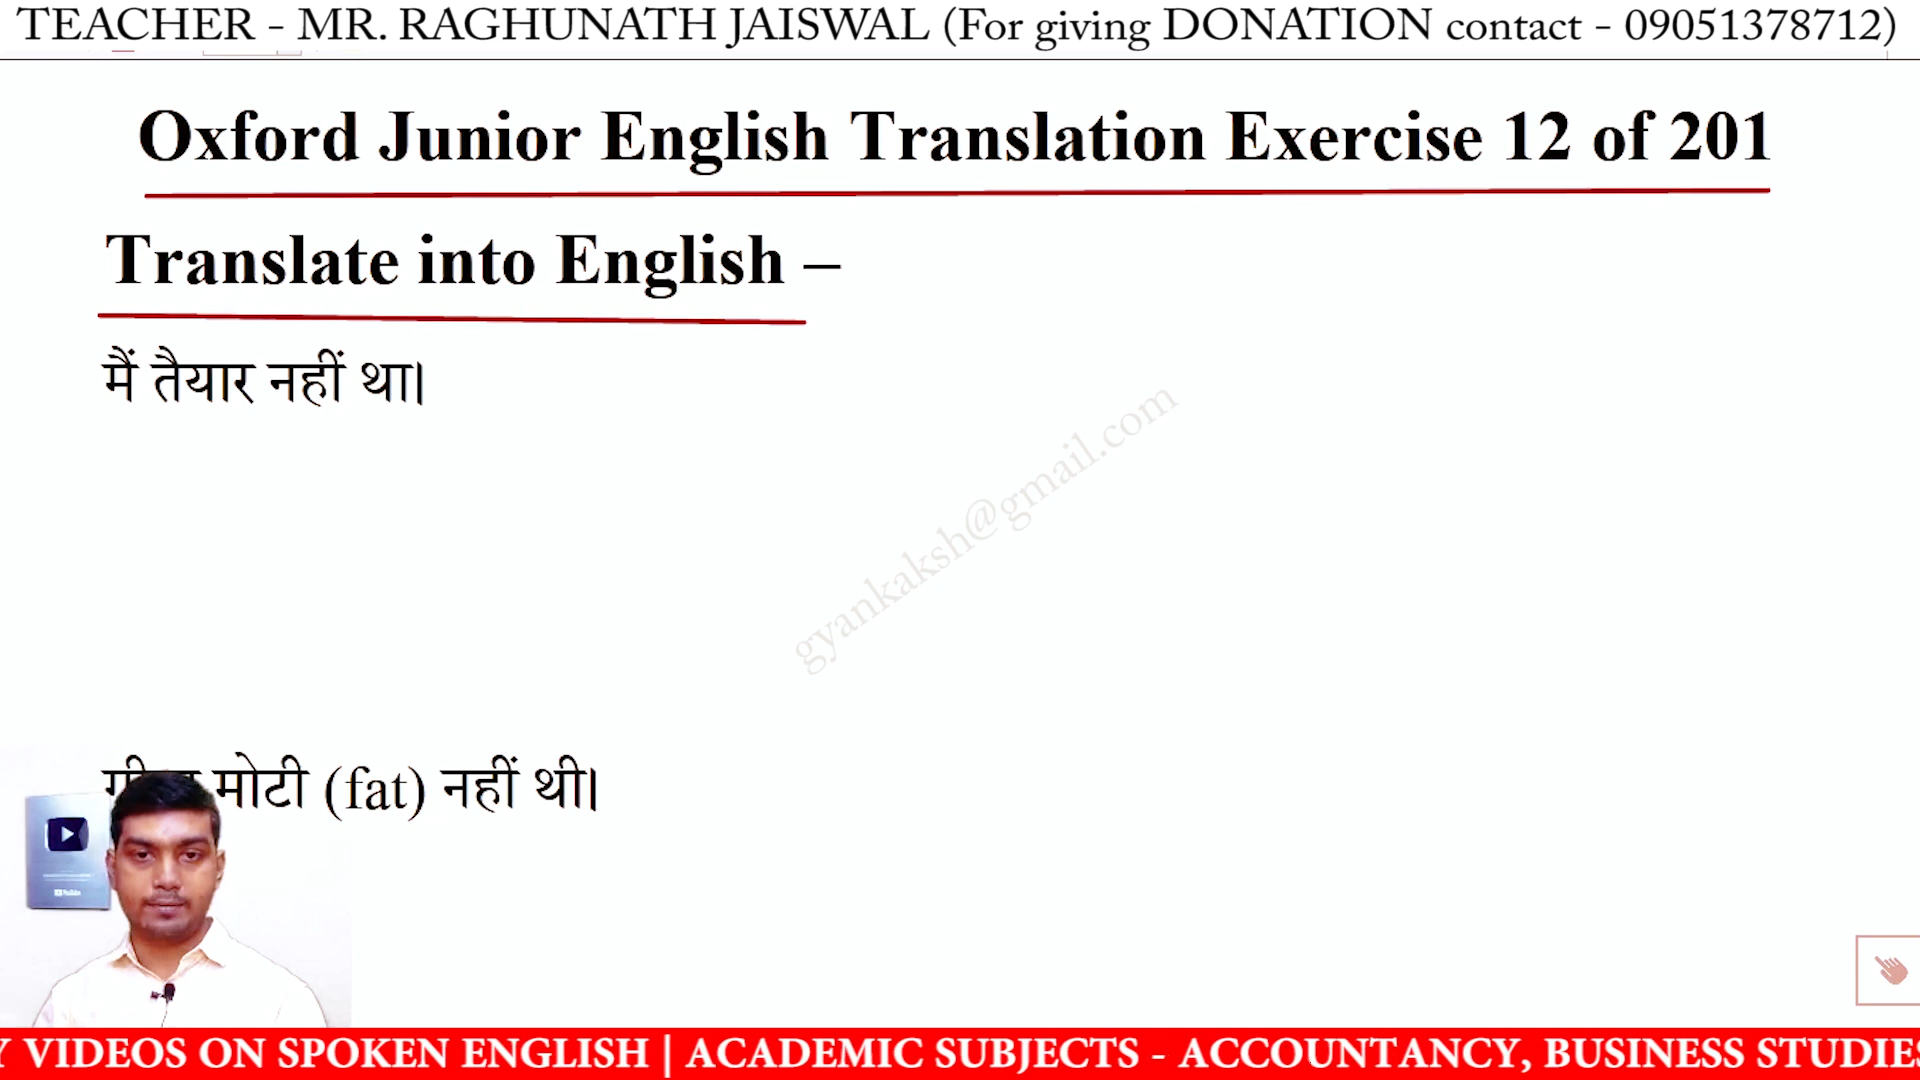 TEACHER - MR. RAGHUNATH JAISWAL (For giving DONATION contact - 09051378712)
Oxford Junior English Translation Exercise 12 of 201
Translate into English –
मैं तैयार नहीं था।
gyankaksh@gmail.com
मोटी (fat) नहीं थी।
Y VIDEOS ON SPOKEN ENGLISH | ACADEMIC SUBJECTS - ACCOUNTANCY, BUSINESS STUDIES